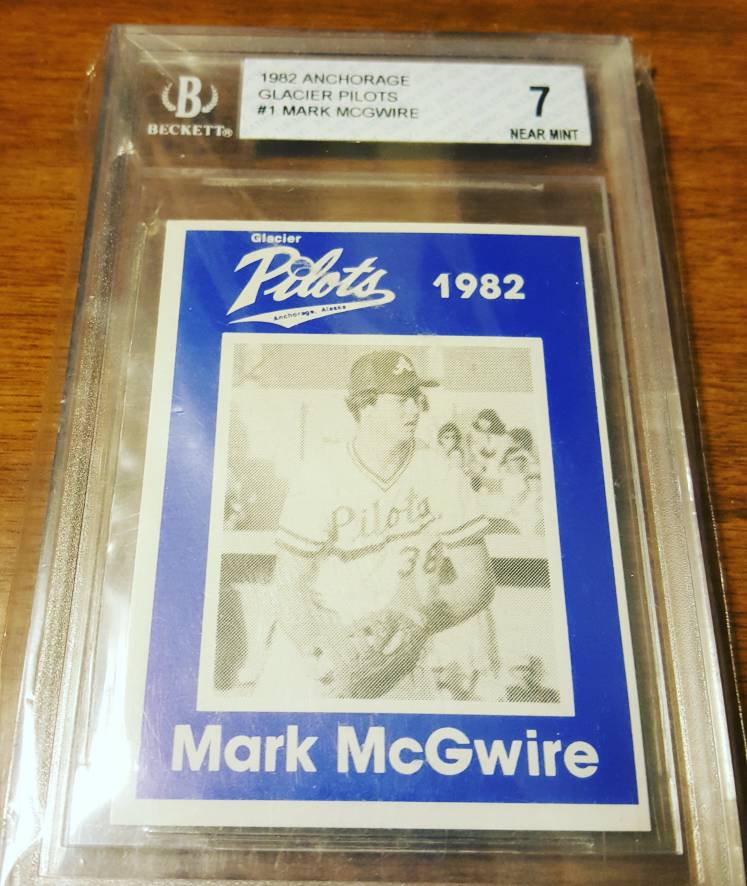 1982 ANCHORAGE
GLACIER PILOTS
#1 MARK MCGWIRE
7
NEAR MINT
B
BECKETT®
Glacier
Pilots
Anchorage, Alaska
1982
A
Pilots
38
Mark McGwire